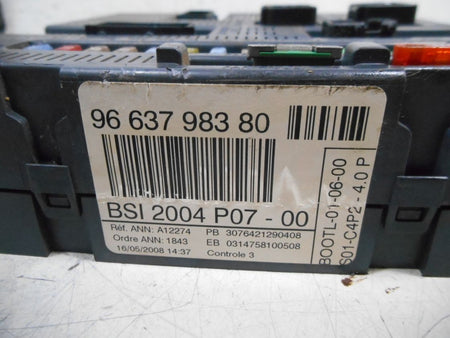 96 637 983 80
BSI 2004 P07 - 00
Réf. ANN: A12274 PB 3076421290408
Ordre ANN: 1843 EB 0314758100508
16/05/2008 14:37 Controle 3
BOOTL-01-06-00
S01-C4P2 - 4.0 P